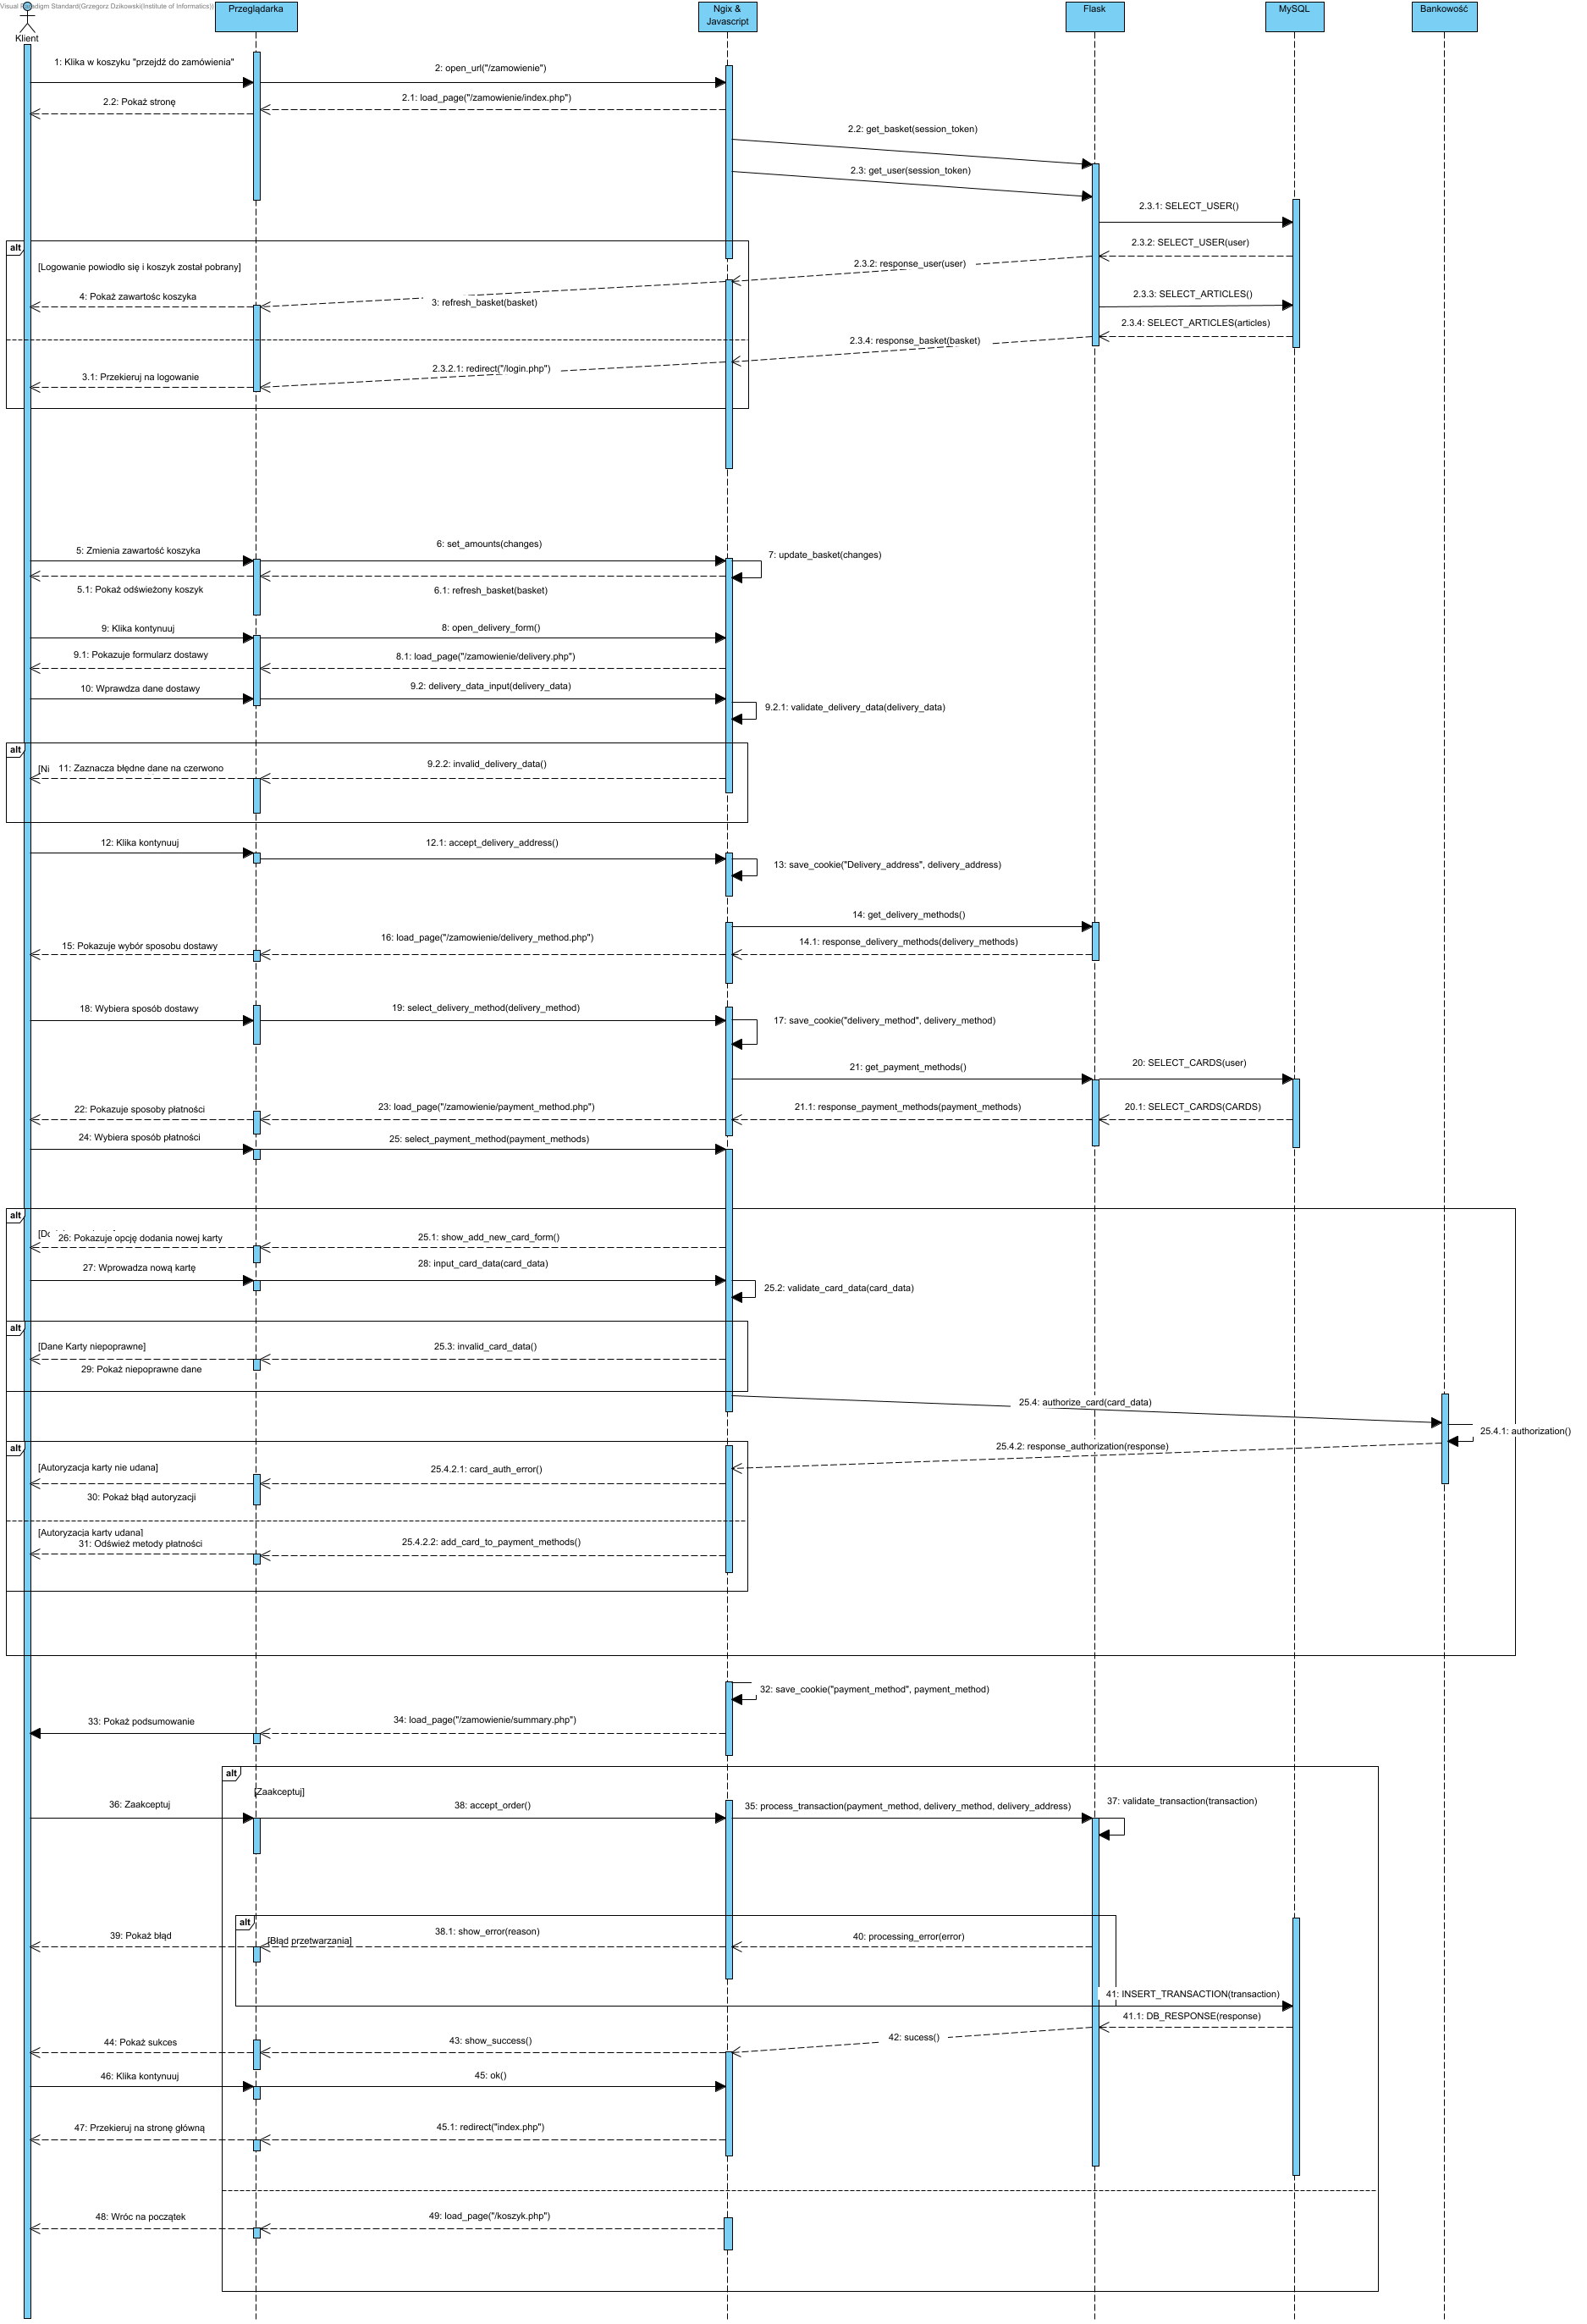 Visual Paradigm Standard(Grzegorz Dzikowski(Institute of Informatics))
Klient
Przeglądarka
Ngix &
Javascript
Flask
MySQL
Bankowość
1: Klika w koszyku "przejdź do zamówienia"
2: open_url("/zamowienie")
2.1: load_page("/zamowienie/index.php")
2.2: Pokaż stronę
2.2: get_basket(session_token)
2.3: get_user(session_token)
2.3.1: SELECT_USER()
2.3.2: SELECT_USER(user)
alt
[Logowanie powiodło się i koszyk został pobrany]
2.3.2: response_user(user)
4: Pokaż zawartośc koszyka
3: refresh_basket(basket)
2.3.3: SELECT_ARTICLES()
2.3.4: SELECT_ARTICLES(articles)
2.3.4: response_basket(basket)
3.1: Przekieruj na logowanie
2.3.2.1: redirect("/login.php")
5: Zmienia zawartość koszyka
6: set_amounts(changes)
7: update_basket(changes)
5.1: Pokaż odświeżony koszyk
6.1: refresh_basket(basket)
9: Klika kontynuuj
8: open_delivery_form()
9.1: Pokazuje formularz dostawy
8.1: load_page("/zamowienie/delivery.php")
10: Wprawdza dane dostawy
9.2: delivery_data_input(delivery_data)
9.2.1: validate_delivery_data(delivery_data)
alt
[Ni
11: Zaznacza błędne dane na czerwono
9.2.2: invalid_delivery_data()
12: Klika kontynuuj
12.1: accept_delivery_address()
13: save_cookie("Delivery_address", delivery_address)
14: get_delivery_methods()
15: Pokazuje wybór sposobu dostawy
16: load_page("/zamowienie/delivery_method.php")
14.1: response_delivery_methods(delivery_methods)
18: Wybiera sposób dostawy
19: select_delivery_method(delivery_method)
17: save_cookie("delivery_method", delivery_method)
21: get_payment_methods()
20: SELECT_CARDS(user)
22: Pokazuje sposoby płatności
23: load_page("/zamowienie/payment_method.php")
21.1: response_payment_methods(payment_methods)
20.1: SELECT_CARDS(CARDS)
24: Wybiera sposób płatności
25: select_payment_method(payment_methods)
alt
26: Pokazuje opcję dodania nowej karty
25.1: show_add_new_card_form()
27: Wprowadza nową kartę
28: input_card_data(card_data)
25.2: validate_card_data(card_data)
alt
[Dane Karty niepoprawne]
25.3: invalid_card_data()
29: Pokaż niepoprawne dane
25.4: authorize_card(card_data)
25.4.1: authorization()
alt
25.4.2: response_authorization(response)
[Autoryzacja karty nie udana]
25.4.2.1: card_auth_error()
30: Pokaż błąd autoryzacji
[Autoryzacja karty udana]
31: Odśwież metody płatności
25.4.2.2: add_card_to_payment_methods()
32: save_cookie("payment_method", payment_method)
33: Pokaż podsumowanie
34: load_page("/zamowienie/summary.php")
alt
[Zaakceptuj]
36: Zaakceptuj
38: accept_order()
35: process_transaction(payment_method, delivery_method, delivery_address)
37: validate_transaction(transaction)
alt
39: Pokaż błąd
[Błąd przetwarzania]
38.1: show_error(reason)
40: processing_error(error)
41: INSERT_TRANSACTION(transaction)
41.1: DB_RESPONSE(response)
44: Pokaż sukces
43: show_success()
42: sucess()
46: Klika kontynuuj
45: ok()
47: Przekieruj na stronę główną
45.1: redirect("index.php")
48: Wróc na początek
49: load_page("/koszyk.php")